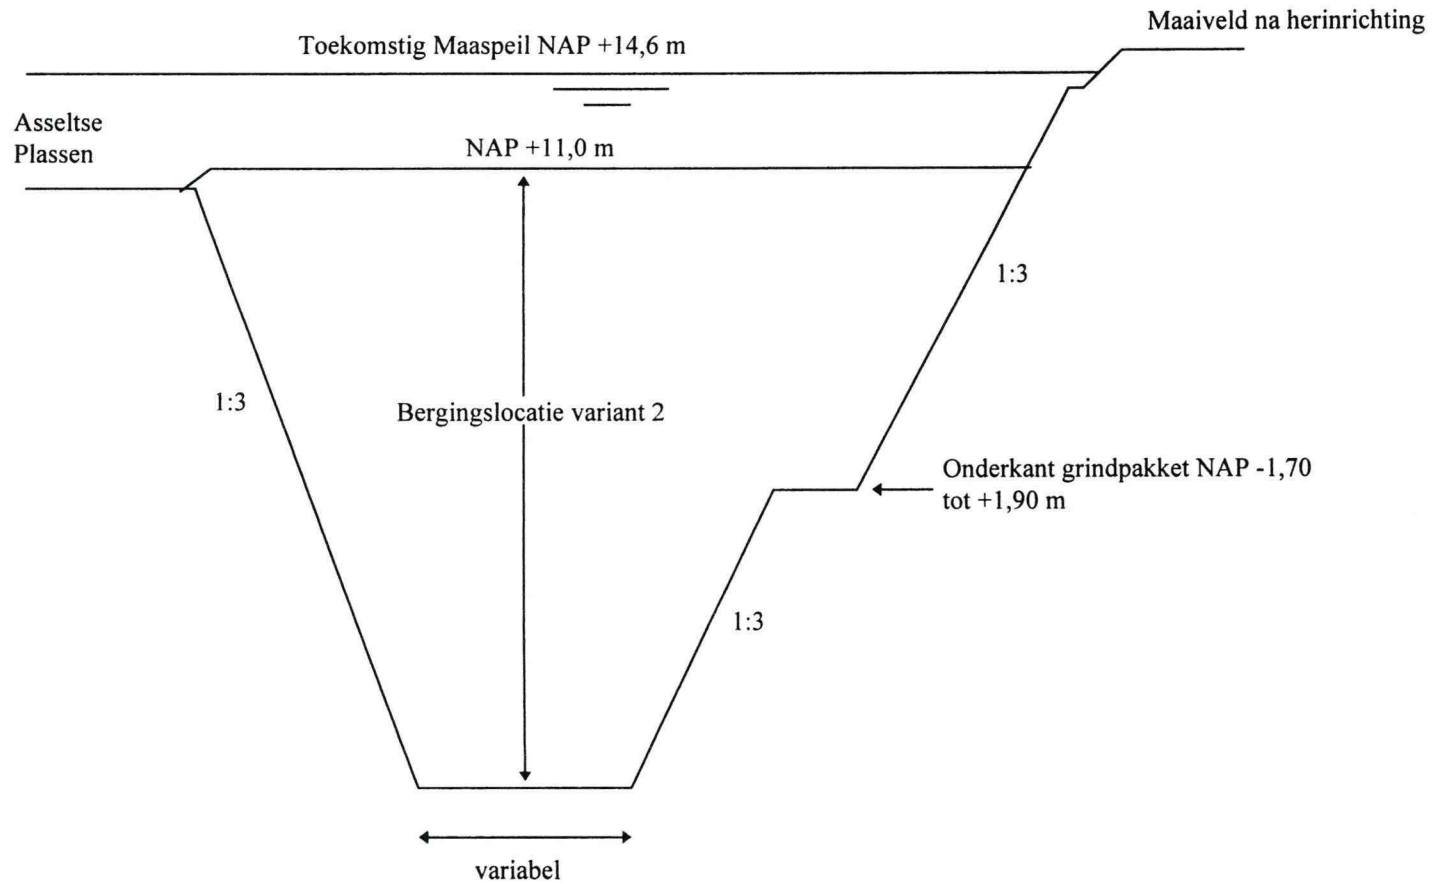 Maaiveld na herinrichting
Toekomstig Maaspeil NAP +14,6 m
Asseltse
Plassen
NAP +11,0 m
1:3
1:3
Bergingslocatie variant 2
Onderkant grindpakket NAP -1,70
tot +1,90 m
1:3
variabel